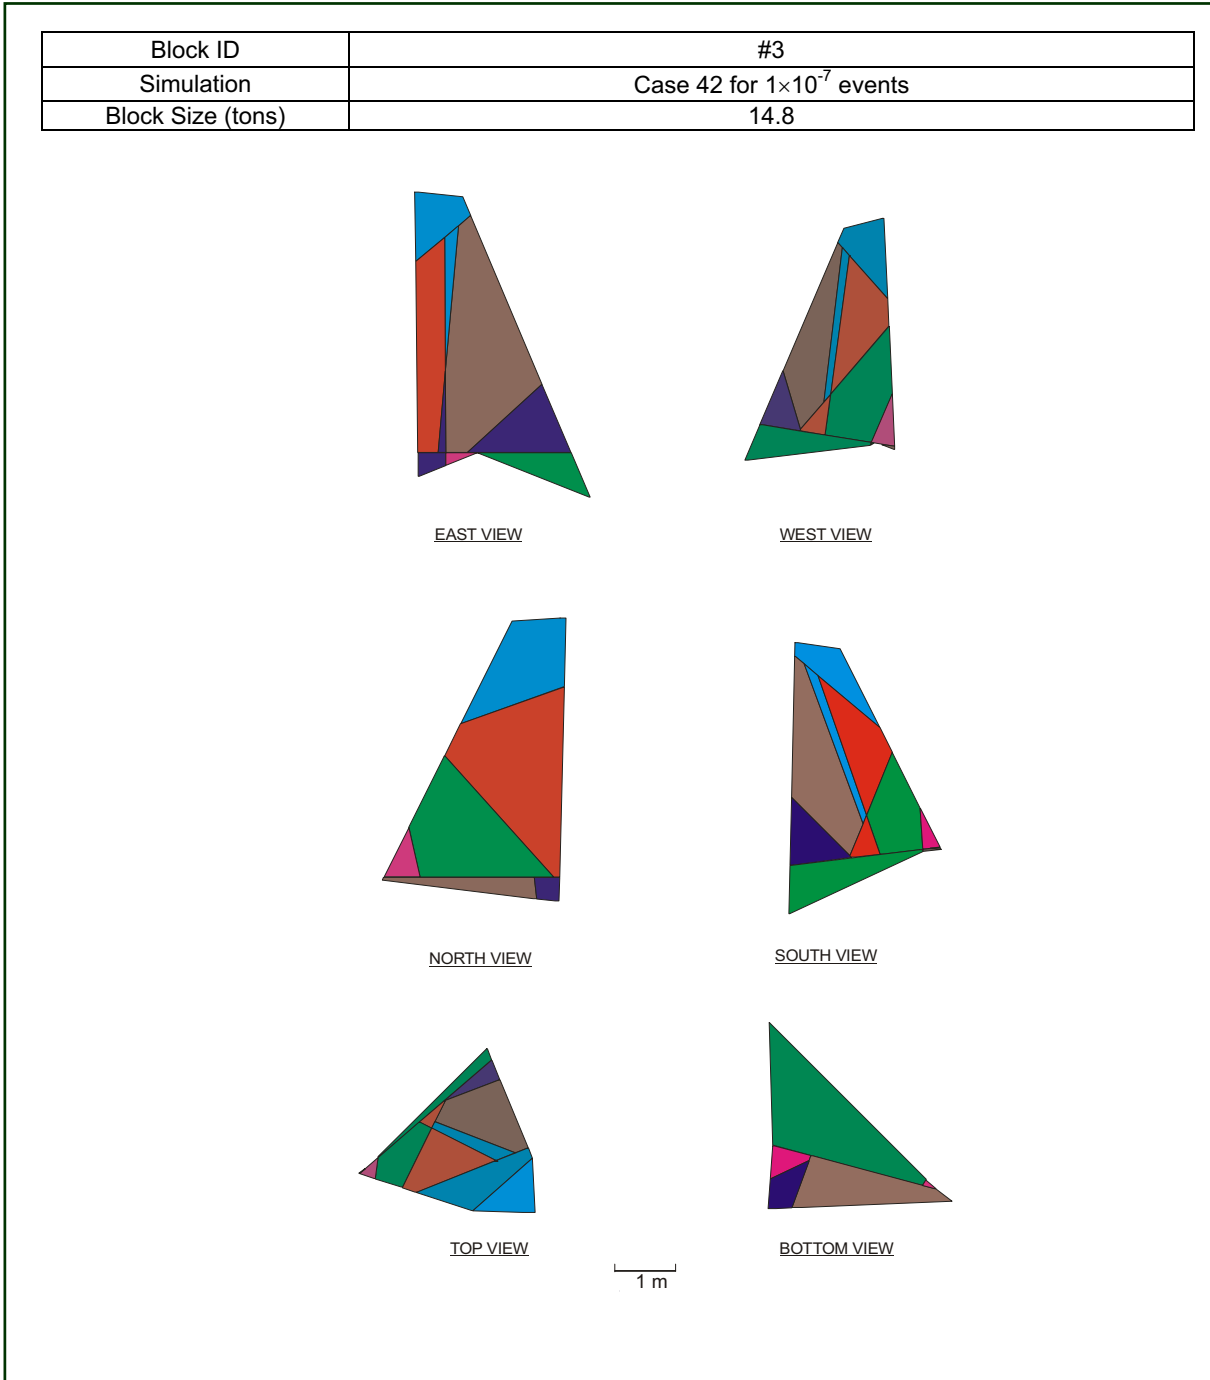 Block ID #3
Simulation Case 42 for 1×10⁻⁷ events
Block Size (tons) 14.8
EAST VIEW WEST VIEW
NORTH VIEW SOUTH VIEW
TOP VIEW BOTTOM VIEW
1 m